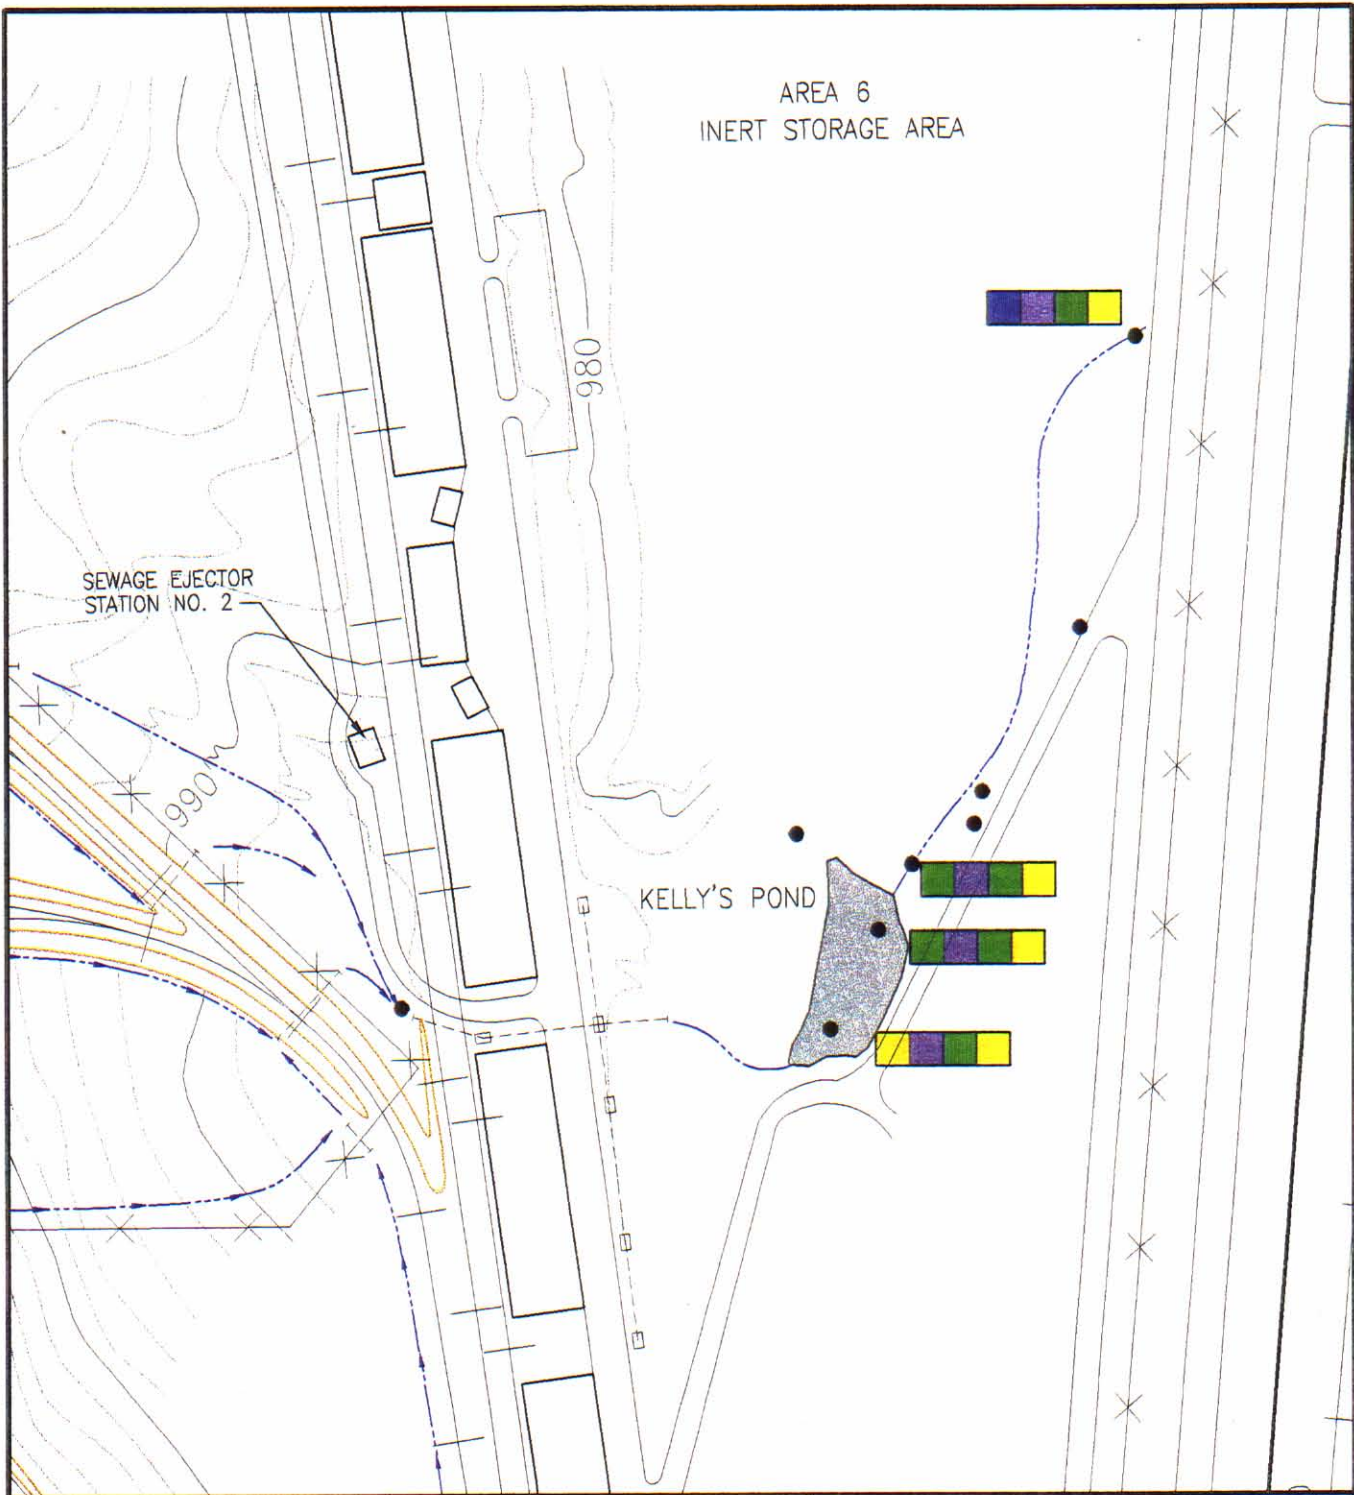 AREA 6
INERT STORAGE AREA
980
SEWAGE EJECTOR
STATION NO. 2
990
KELLY'S POND